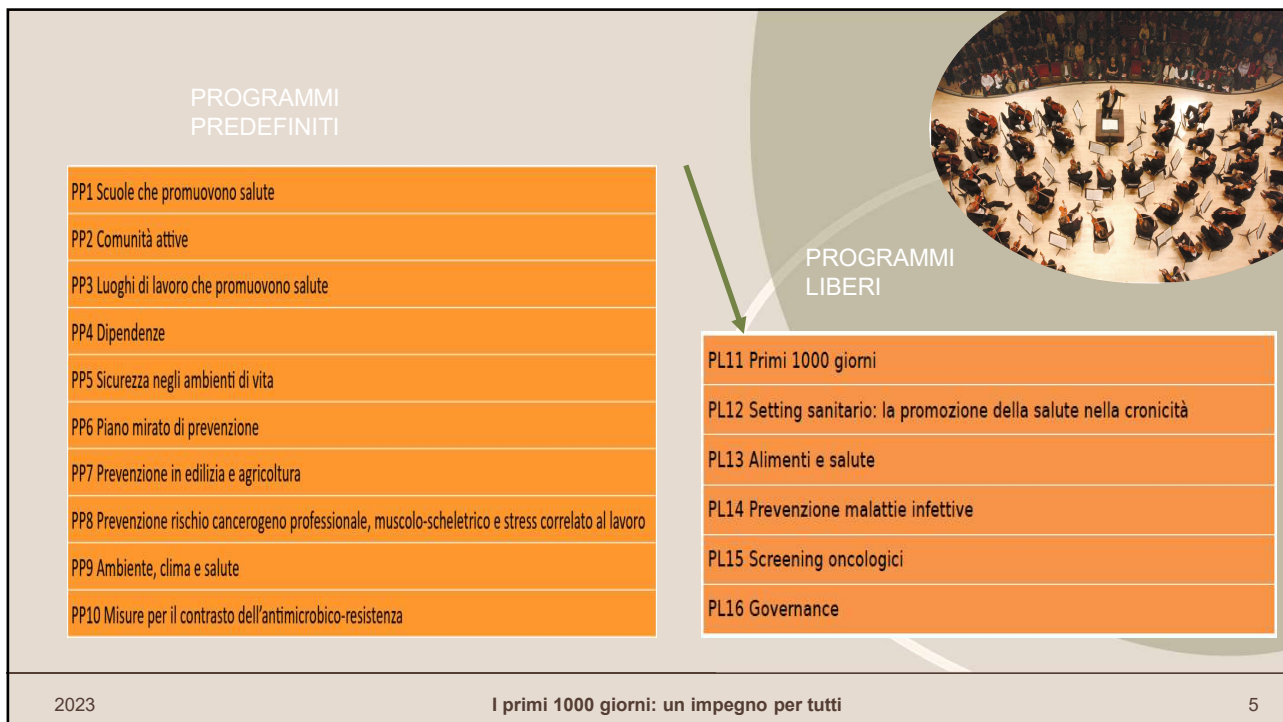 PROGRAMMI
PREDEFINITI
PP1 Scuole che promuovono salute
PP2 Comunità attive
PP3 Luoghi di lavoro che promuovono salute
PP4 Dipendenze
PP5 Sicurezza negli ambienti di vita
PP6 Piano mirato di prevenzione
PP7 Prevenzione in edilizia e agricoltura
PP8 Prevenzione rischio cancerogeno professionale, muscolo-scheletrico e stress correlato al lavoro
PP9 Ambiente, clima e salute
PP10 Misure per il contrasto dell’antimicrobico-resistenza
PROGRAMMI
LIBERI
PL11 Primi 1000 giorni
PL12 Setting sanitario: la promozione della salute nella cronicità
PL13 Alimenti e salute
PL14 Prevenzione malattie infettive
PL15 Screening oncologici
PL16 Governance
2023 I primi 1000 giorni: un impegno per tutti 5